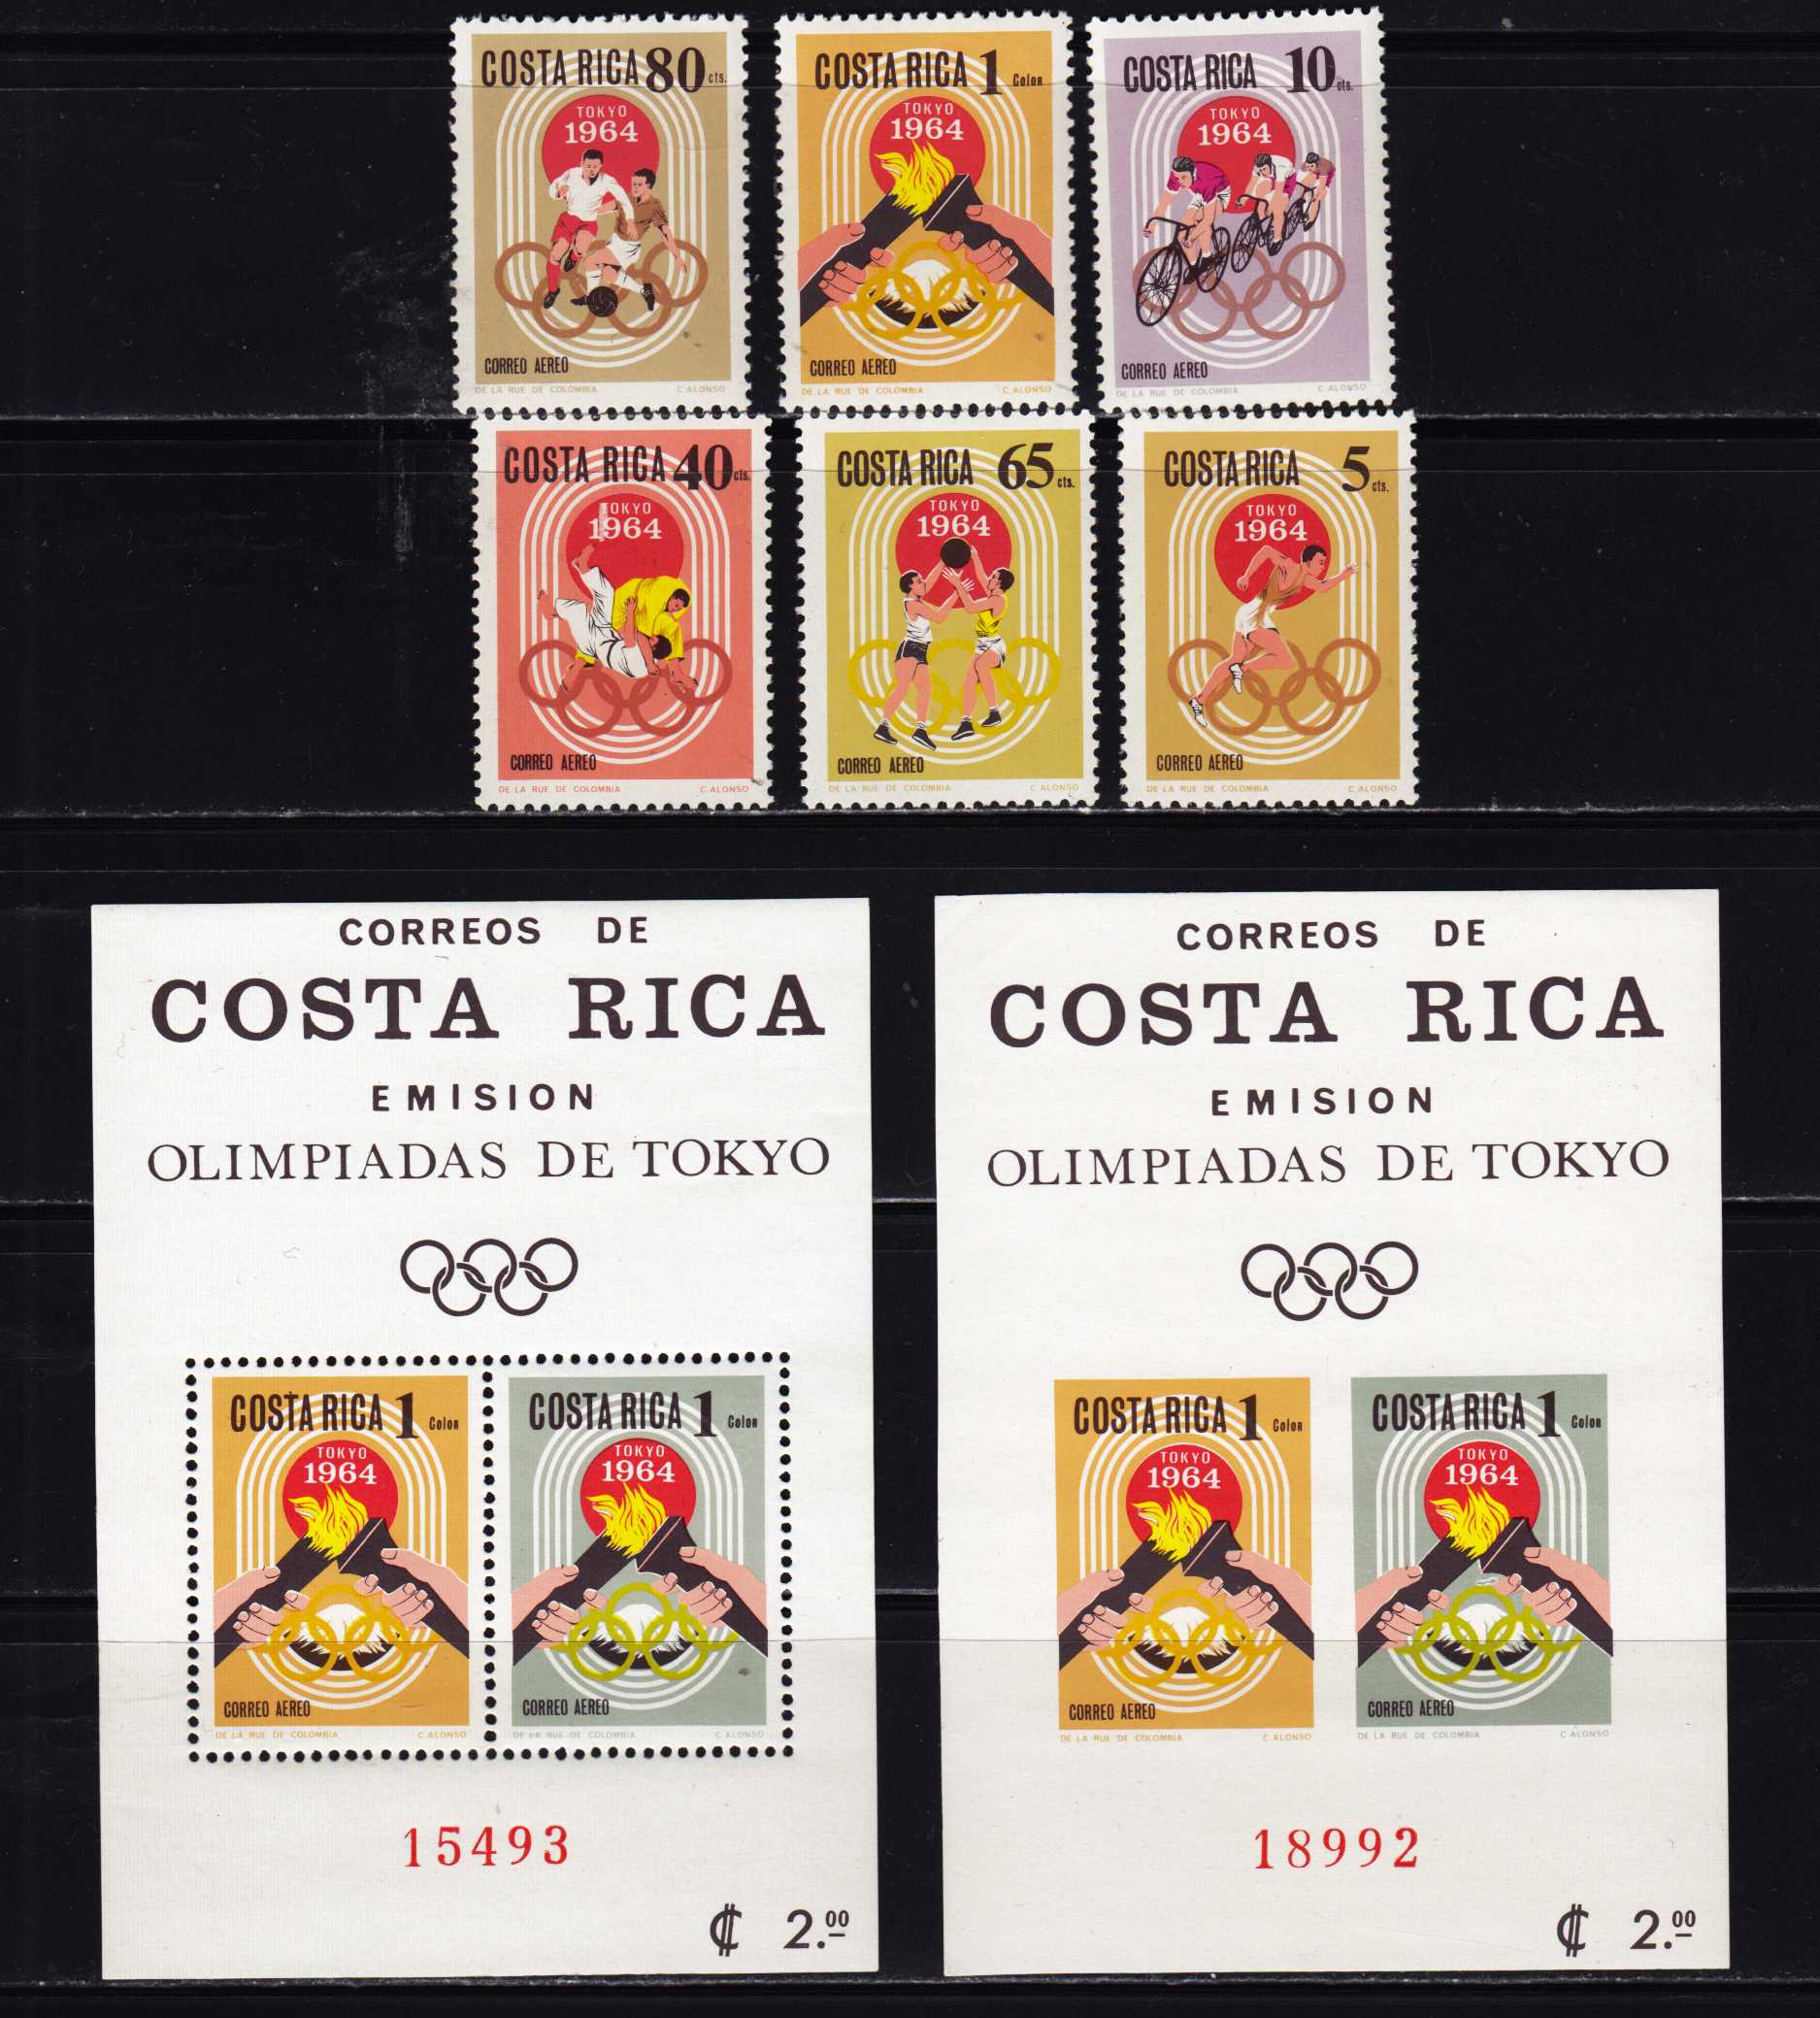 COSTA RICA 80 cts.
TOKYO
1964
CORREO AEREO
DE LA RUE DE COLOMBIA C. ALONSO
COSTA RICA 1 Colon
TOKYO
1964
CORREO AEREO
DE LA RUE DE COLOMBIA C. ALONSO
COSTA RICA 10 cts.
TOKYO
1964
CORREO AEREO
DE LA RUE DE COLOMBIA C. ALONSO
COSTA RICA 40 cts.
TOKYO
1964
CORREO AEREO
DE LA RUE DE COLOMBIA C. ALONSO
COSTA RICA 65 cts.
TOKYO
1964
CORREO AEREO
DE LA RUE DE COLOMBIA C. ALONSO
COSTA RICA 5 cts.
TOKYO
1964
CORREO AEREO
DE LA RUE DE COLOMBIA C. ALONSO
CORREOS DE
COSTA RICA
EMISION
OLIMPIADAS DE TOKYO
COSTA RICA 1 Colon
TOKYO
1964
CORREO AEREO
DE LA RUE DE COLOMBIA C. ALONSO
COSTA RICA 1 Colon
TOKYO
1964
CORREO AEREO
DE LA RUE DE COLOMBIA C. ALONSO
15493
₡ 2.00
CORREOS DE
COSTA RICA
EMISION
OLIMPIADAS DE TOKYO
COSTA RICA 1 Colon
TOKYO
1964
CORREO AEREO
DE LA RUE DE COLOMBIA C. ALONSO
COSTA RICA 1 Colon
TOKYO
1964
CORREO AEREO
DE LA RUE DE COLOMBIA C. ALONSO
18992
₡ 2.00